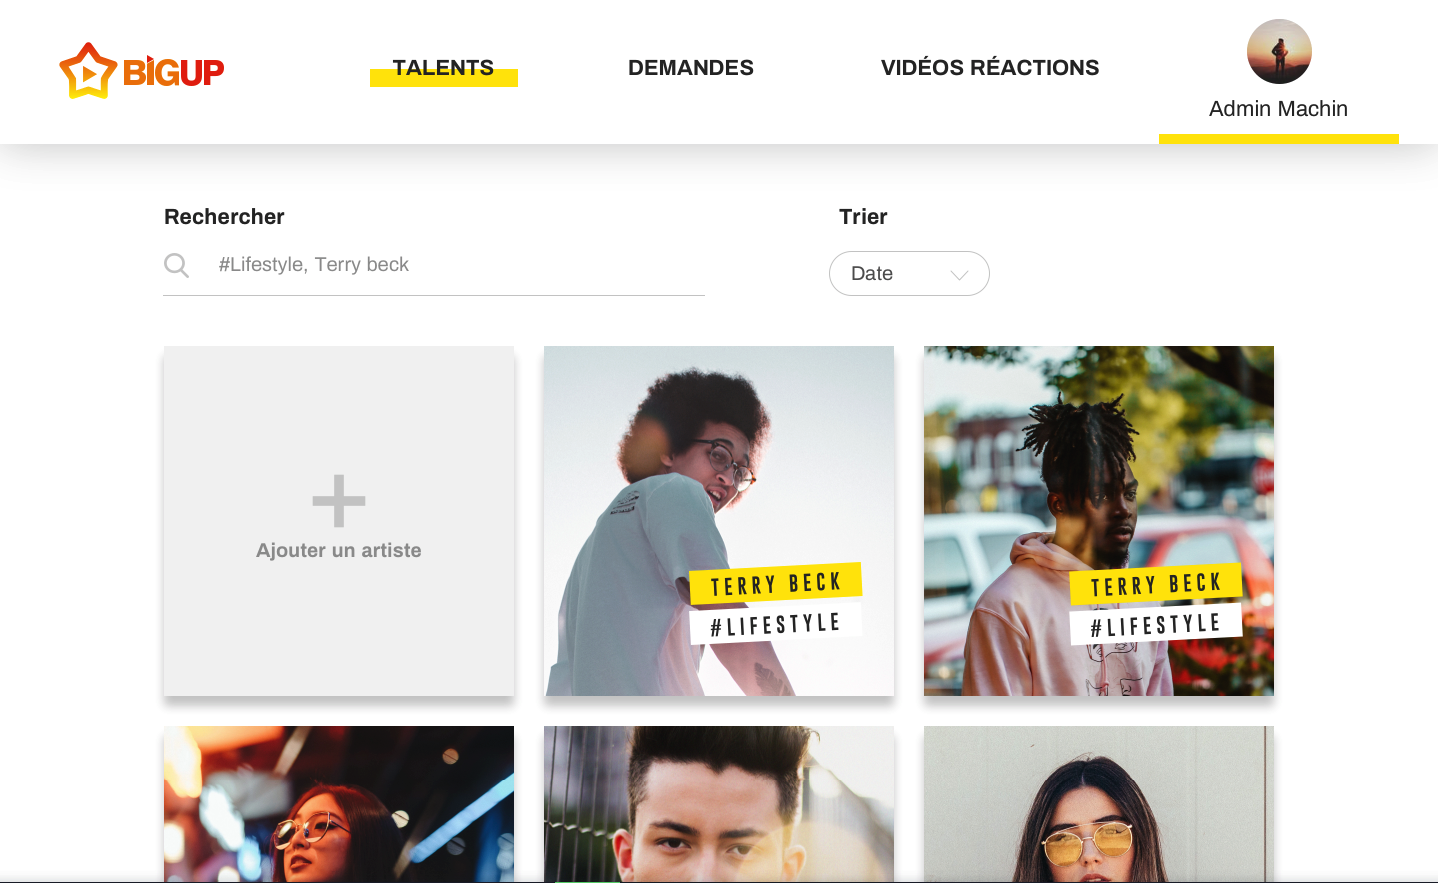 BIGUP
TALENTS
DEMANDES
VIDÉOS RÉACTIONS
Admin Machin
Rechercher
Trier
#Lifestyle, Terry beck
Date
Ajouter un artiste
TERRY BECK
#LIFESTYLE
TERRY BECK
#LIFESTYLE